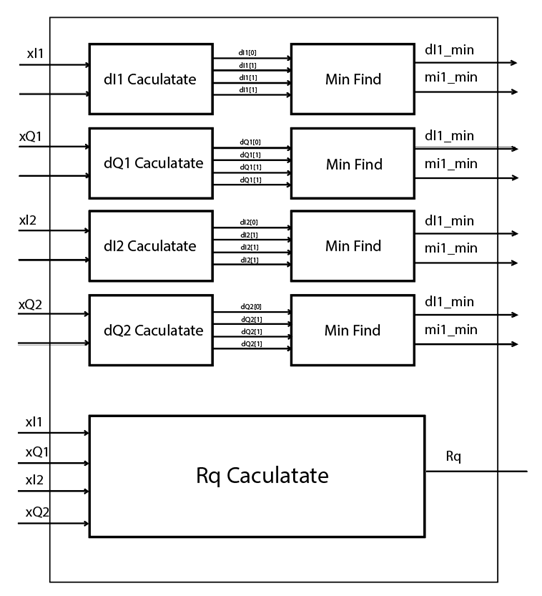 xI1
dI1 Caculatate
dI1[0]
dI1[1]
dI1[1]
dI1[1]
Min Find
dI1_min
mi1_min
xQ1
dQ1 Caculatate
dQ1[0]
dQ1[1]
dQ1[1]
dQ1[1]
Min Find
dI1_min
mi1_min
xI2
dI2 Caculatate
dI2[0]
dI2[1]
dI2[1]
dI2[1]
Min Find
dI1_min
mi1_min
xQ2
dQ2 Caculatate
dQ2[0]
dQ2[1]
dQ2[1]
dQ2[1]
Min Find
dI1_min
mi1_min
xI1
xQ1
xI2
xQ2
Rq Caculatate
Rq